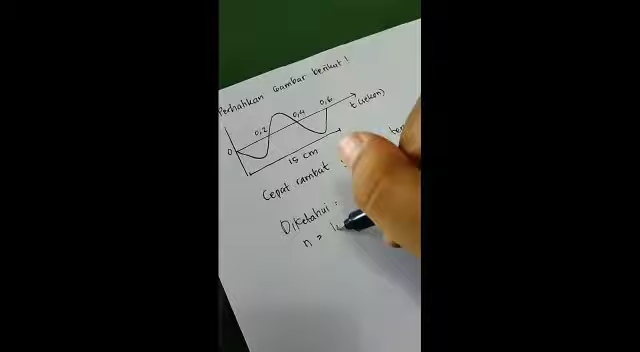 Perhatikan Gambar berikut!
0 0,2 0,4 0,6 t (sekon)
15 cm
Cepat rambat
Diketahui:
n =